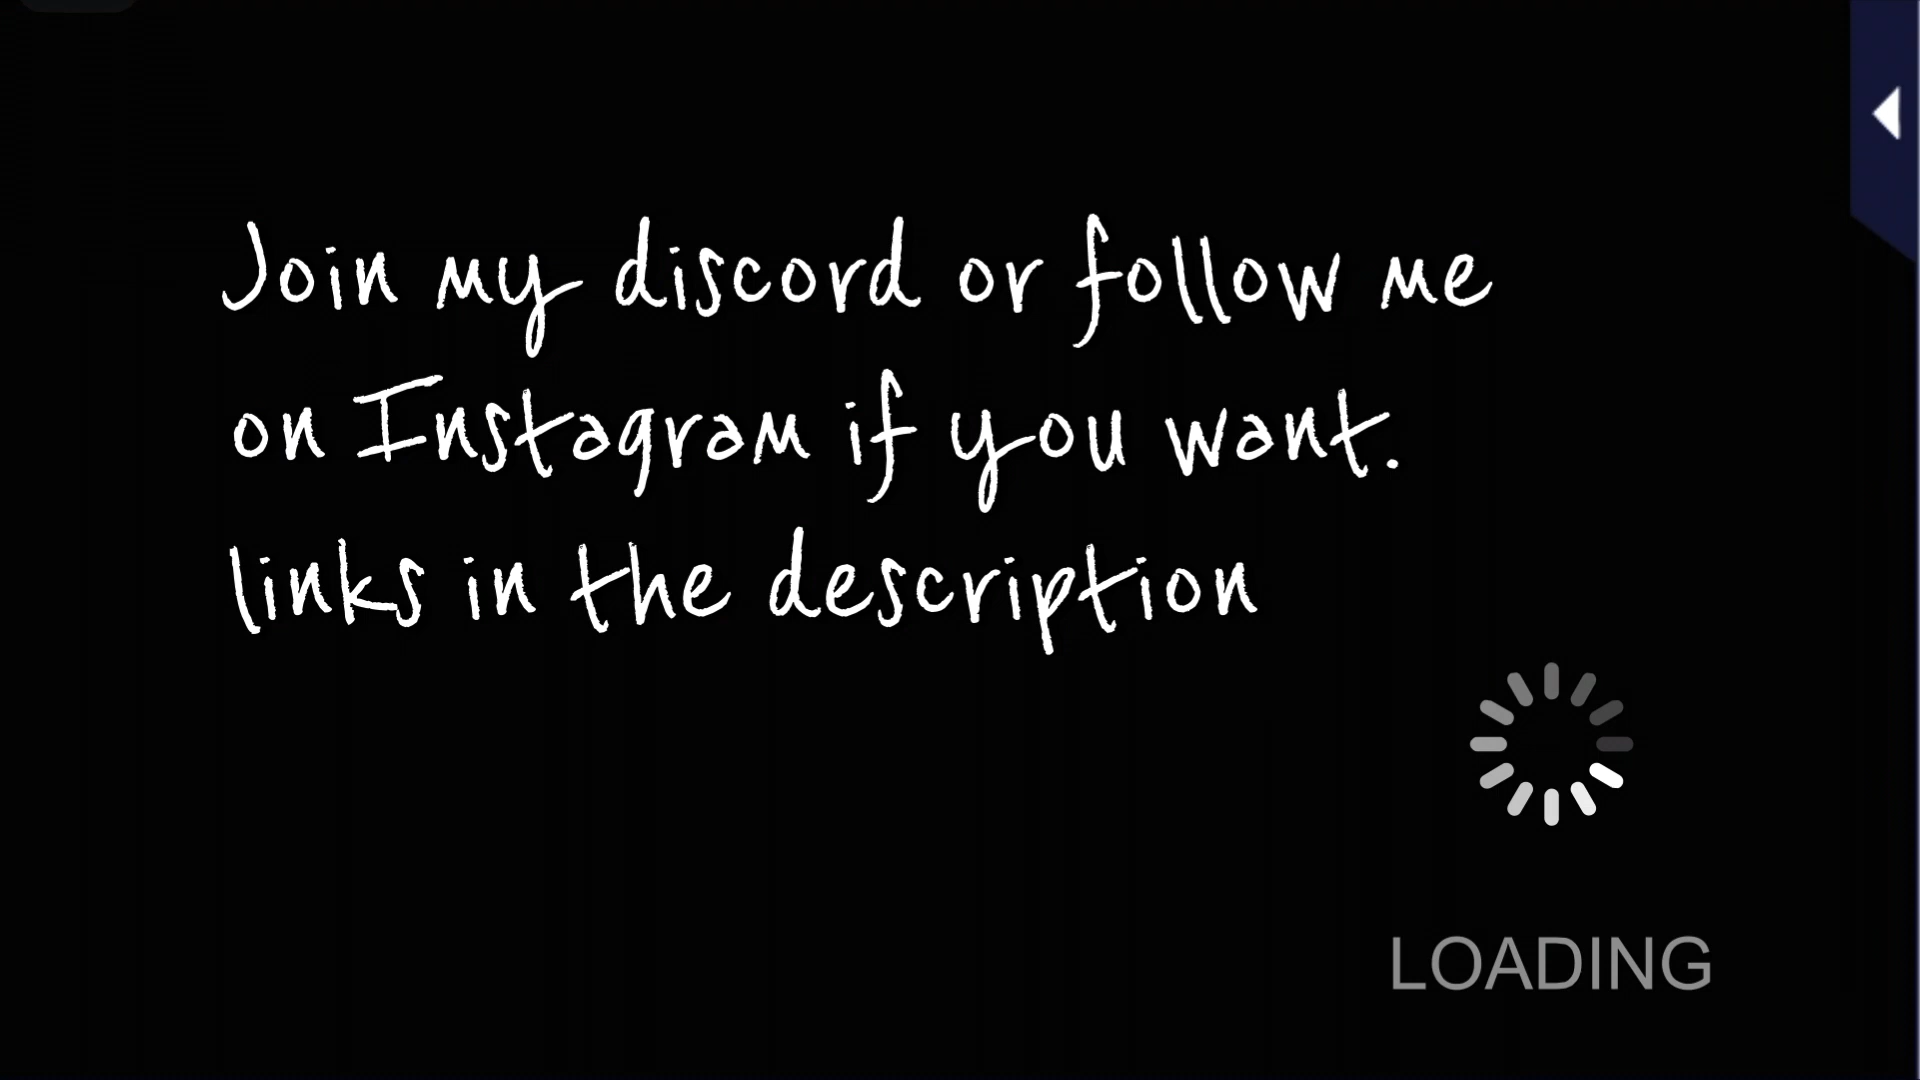 Join my discord or follow me
on Instagram if you want.
links in the description
LOADING